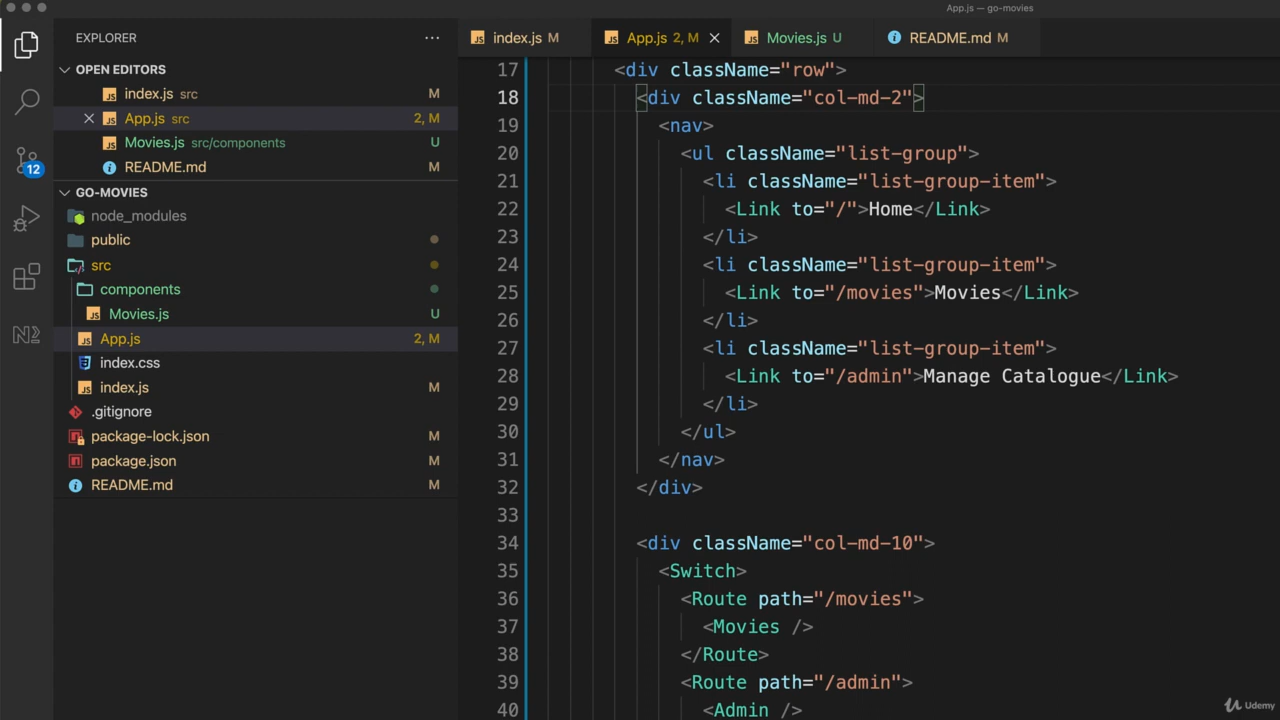 App.js — go-movies
EXPLORER
index.js M
App.js 2, M
Movies.js U
README.md M
OPEN EDITORS
index.js src M
App.js src 2, M
Movies.js src/components U
README.md M
GO-MOVIES
node_modules
public
src
components
Movies.js U
App.js 2, M
index.css
index.js M
.gitignore
package-lock.json M
package.json M
README.md M
12
17 <div className="row">
18 <div className="col-md-2">
19 <nav>
20 <ul className="list-group">
21 <li className="list-group-item">
22 <Link to="/">Home</Link>
23 </li>
24 <li className="list-group-item">
25 <Link to="/movies">Movies</Link>
26 </li>
27 <li className="list-group-item">
28 <Link to="/admin">Manage Catalogue</Link>
29 </li>
30 </ul>
31 </nav>
32 </div>
33
34 <div className="col-md-10">
35 <Switch>
36 <Route path="/movies">
37 <Movies />
38 </Route>
39 <Route path="/admin">
40 <Admin />
Udemy